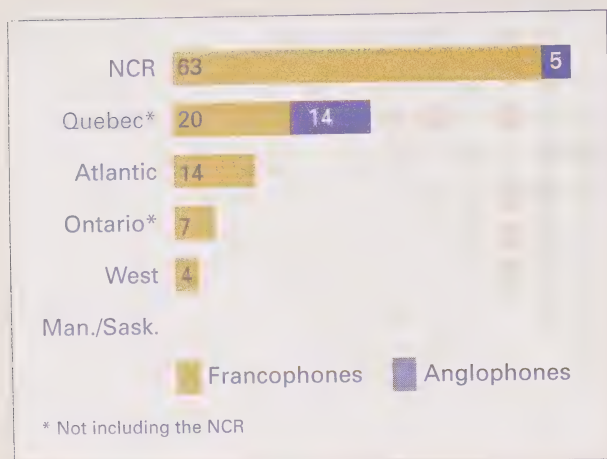 NCR 63 5
Quebec* 20 14
Atlantic 14
Ontario* 7
West 4
Man./Sask.
Francophones Anglophones
* Not including the NCR